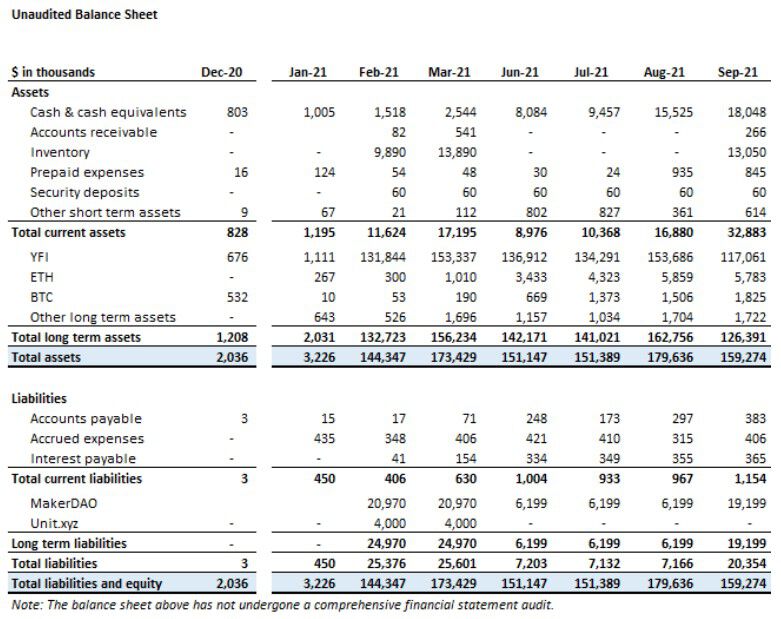 Unaudited Balance Sheet
$ in thousands Dec-20 Jan-21 Feb-21 Mar-21 Jun-21 Jul-21 Aug-21 Sep-21
Assets
Cash & cash equivalents 803 1,005 1,518 2,544 8,084 9,457 15,525 18,048
Accounts receivable - - 82 541 - - - 266
Inventory - - 9,890 13,890 - - - 13,050
Prepaid expenses 16 124 54 48 30 24 935 845
Security deposits - - 60 60 60 60 60 60
Other short term assets 9 67 21 112 802 827 361 614
Total current assets 828 1,195 11,624 17,195 8,976 10,368 16,880 32,883
YFI 676 1,111 131,844 153,337 136,912 134,291 153,686 117,061
ETH - 267 300 1,010 3,433 4,323 5,859 5,783
BTC 532 10 53 190 669 1,373 1,506 1,825
Other long term assets - 643 526 1,696 1,157 1,034 1,704 1,722
Total long term assets 1,208 2,031 132,723 156,234 142,171 141,021 162,756 126,391
Total assets 2,036 3,226 144,347 173,429 151,147 151,389 179,636 159,274
Liabilities
Accounts payable 3 15 17 71 248 173 297 383
Accrued expenses - 435 348 406 421 410 315 406
Interest payable - - 41 154 334 349 355 365
Total current liabilities 3 450 406 630 1,004 933 967 1,154
MakerDAO 20,970 20,970 6,199 6,199 6,199 19,199
Unit.xyz - - 4,000 4,000 - - - -
Long term liabilities - - 24,970 24,970 6,199 6,199 6,199 19,199
Total liabilities 3 450 25,376 25,601 7,203 7,132 7,166 20,354
Total liabilities and equity 2,036 3,226 144,347 173,429 151,147 151,389 179,636 159,274
Note: The balance sheet above has not undergone a comprehensive financial statement audit.